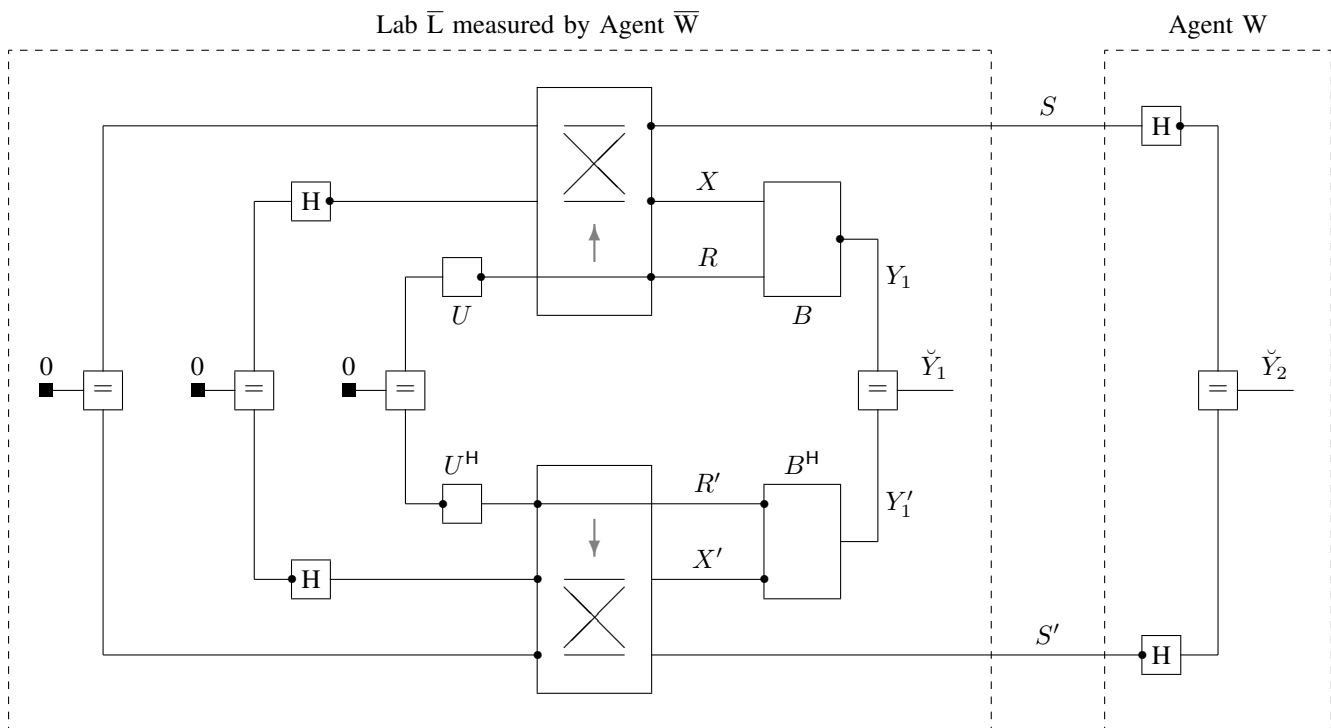 Lab L̅ measured by Agent W̅
Agent W
S
H
X
H
R
Y₁
U
B
0
=
0
=
0
=
=
Y̆₁
=
Y̆₂
Uᴴ
R′
Bᴴ
Y₁′
X′
H
S′
H